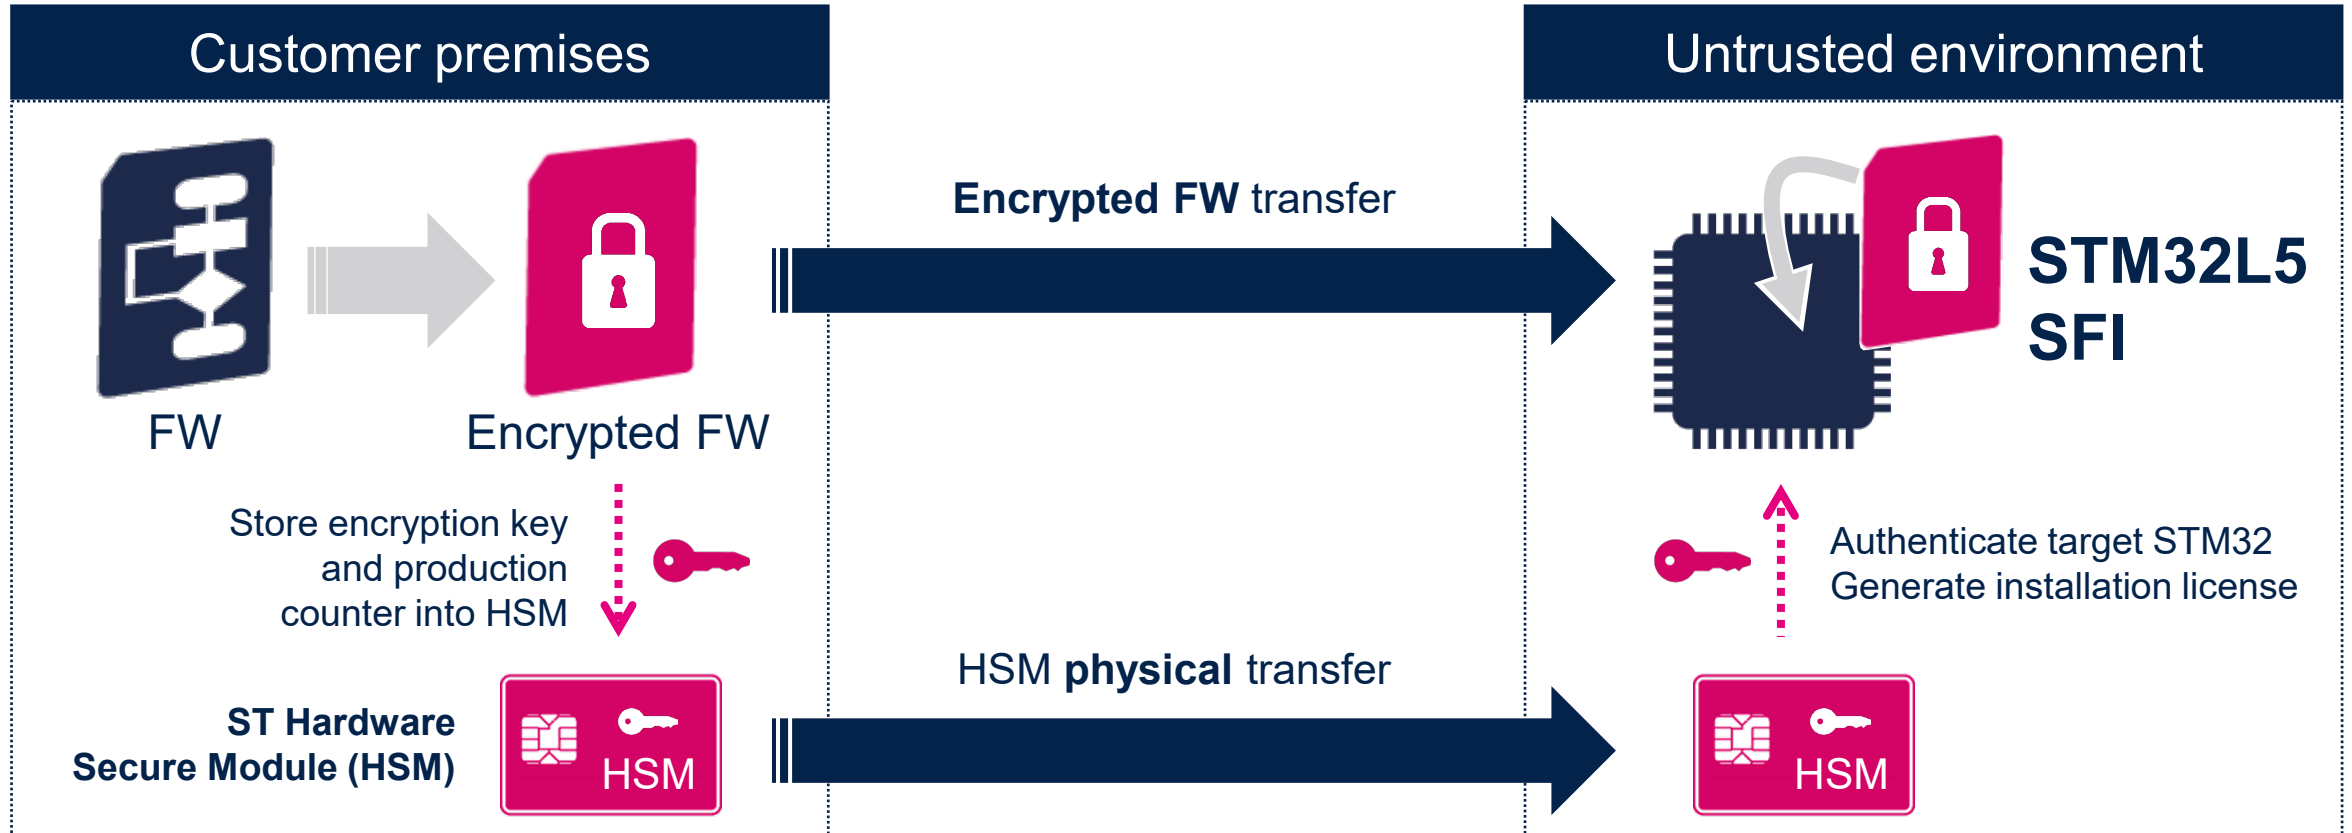 Customer premises
Untrusted environment
Encrypted FW transfer
STM32L5
SFI
FW
Encrypted FW
Store encryption key
and production
counter into HSM
Authenticate target STM32
Generate installation license
HSM physical transfer
ST Hardware
Secure Module (HSM)
HSM
HSM